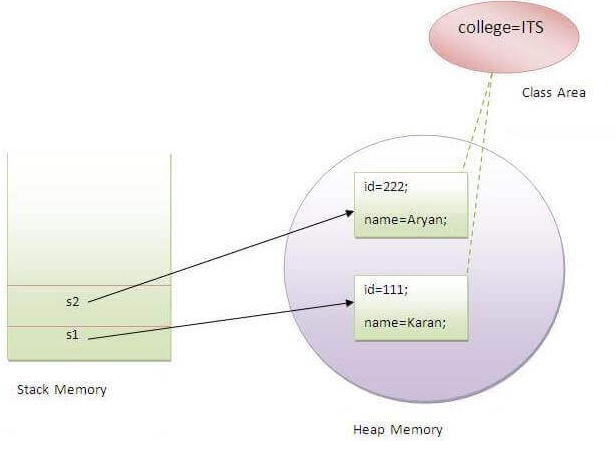 college=ITS
Class Area
id=222;
name=Aryan;
id=111;
name=Karan;
s2
s1
Stack Memory
Heap Memory